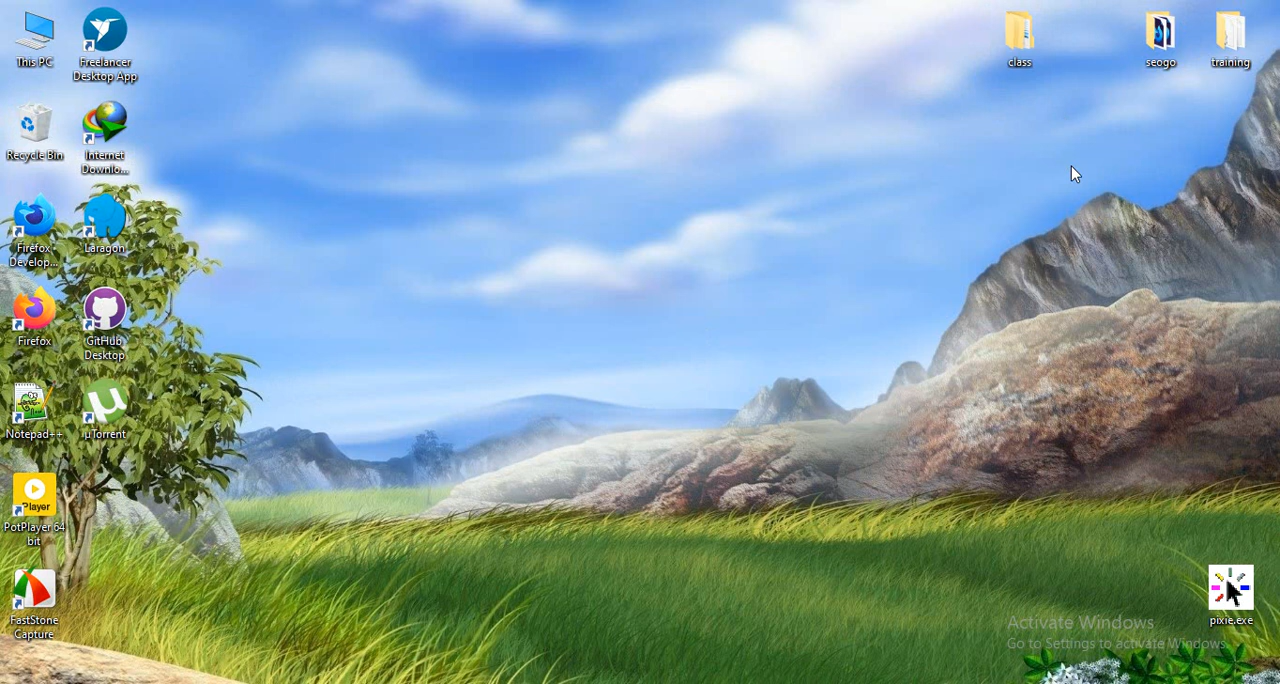 This PC
Freelancer
Desktop App
class
seogo
training
Recycle Bin
Internet
Downlo...
Firefox
Develop...
Laragon
Firefox
GitHub
Desktop
Notepad++
µTorrent
Player
PotPlayer 64
bit
FastStone
Capture
pixie.exe
Activate Windows
Go to Settings to activate Windows.